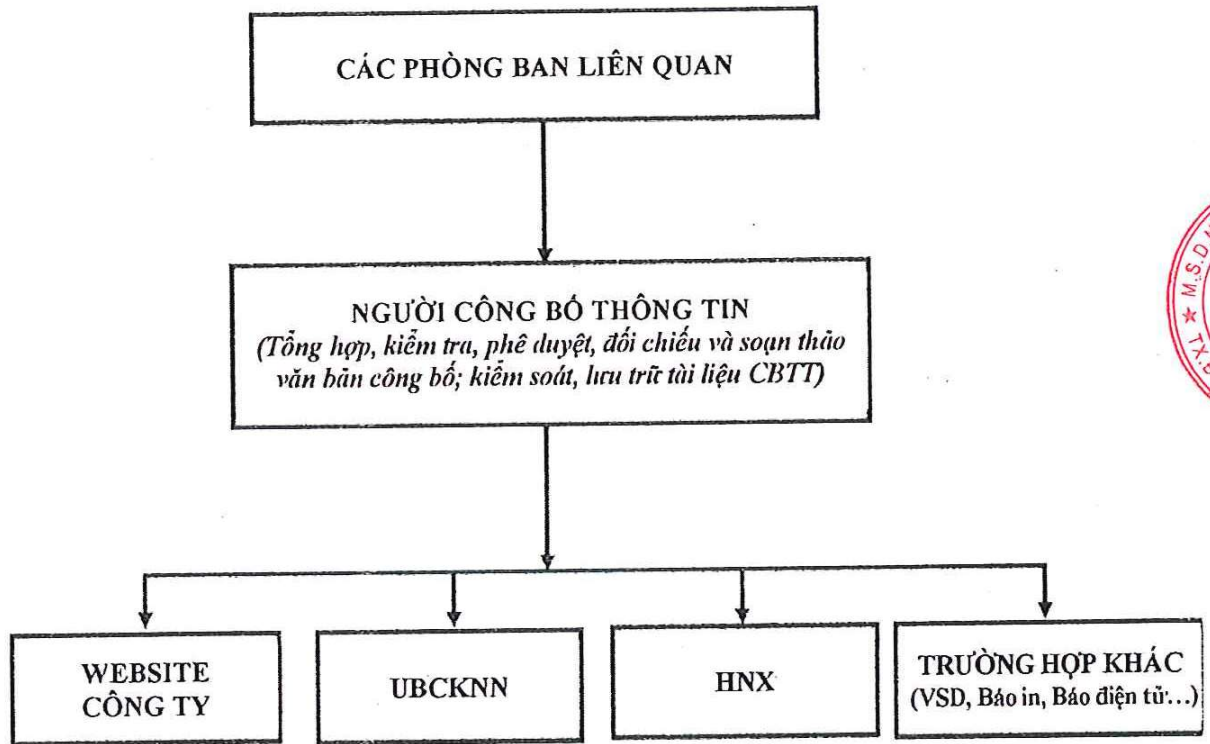 CÁC PHÒNG BAN LIÊN QUAN
NGƯỜI CÔNG BỐ THÔNG TIN
(Tổng hợp, kiểm tra, phê duyệt, đối chiếu và soạn thảo
văn bản công bố; kiểm soát, lưu trữ tài liệu CBTT)
WEBSITE
CÔNG TY
UBCKNN
HNX
TRƯỜNG HỢP KHÁC
(VSD, Báo in, Báo điện tử…)
M.S.D
★ TX.